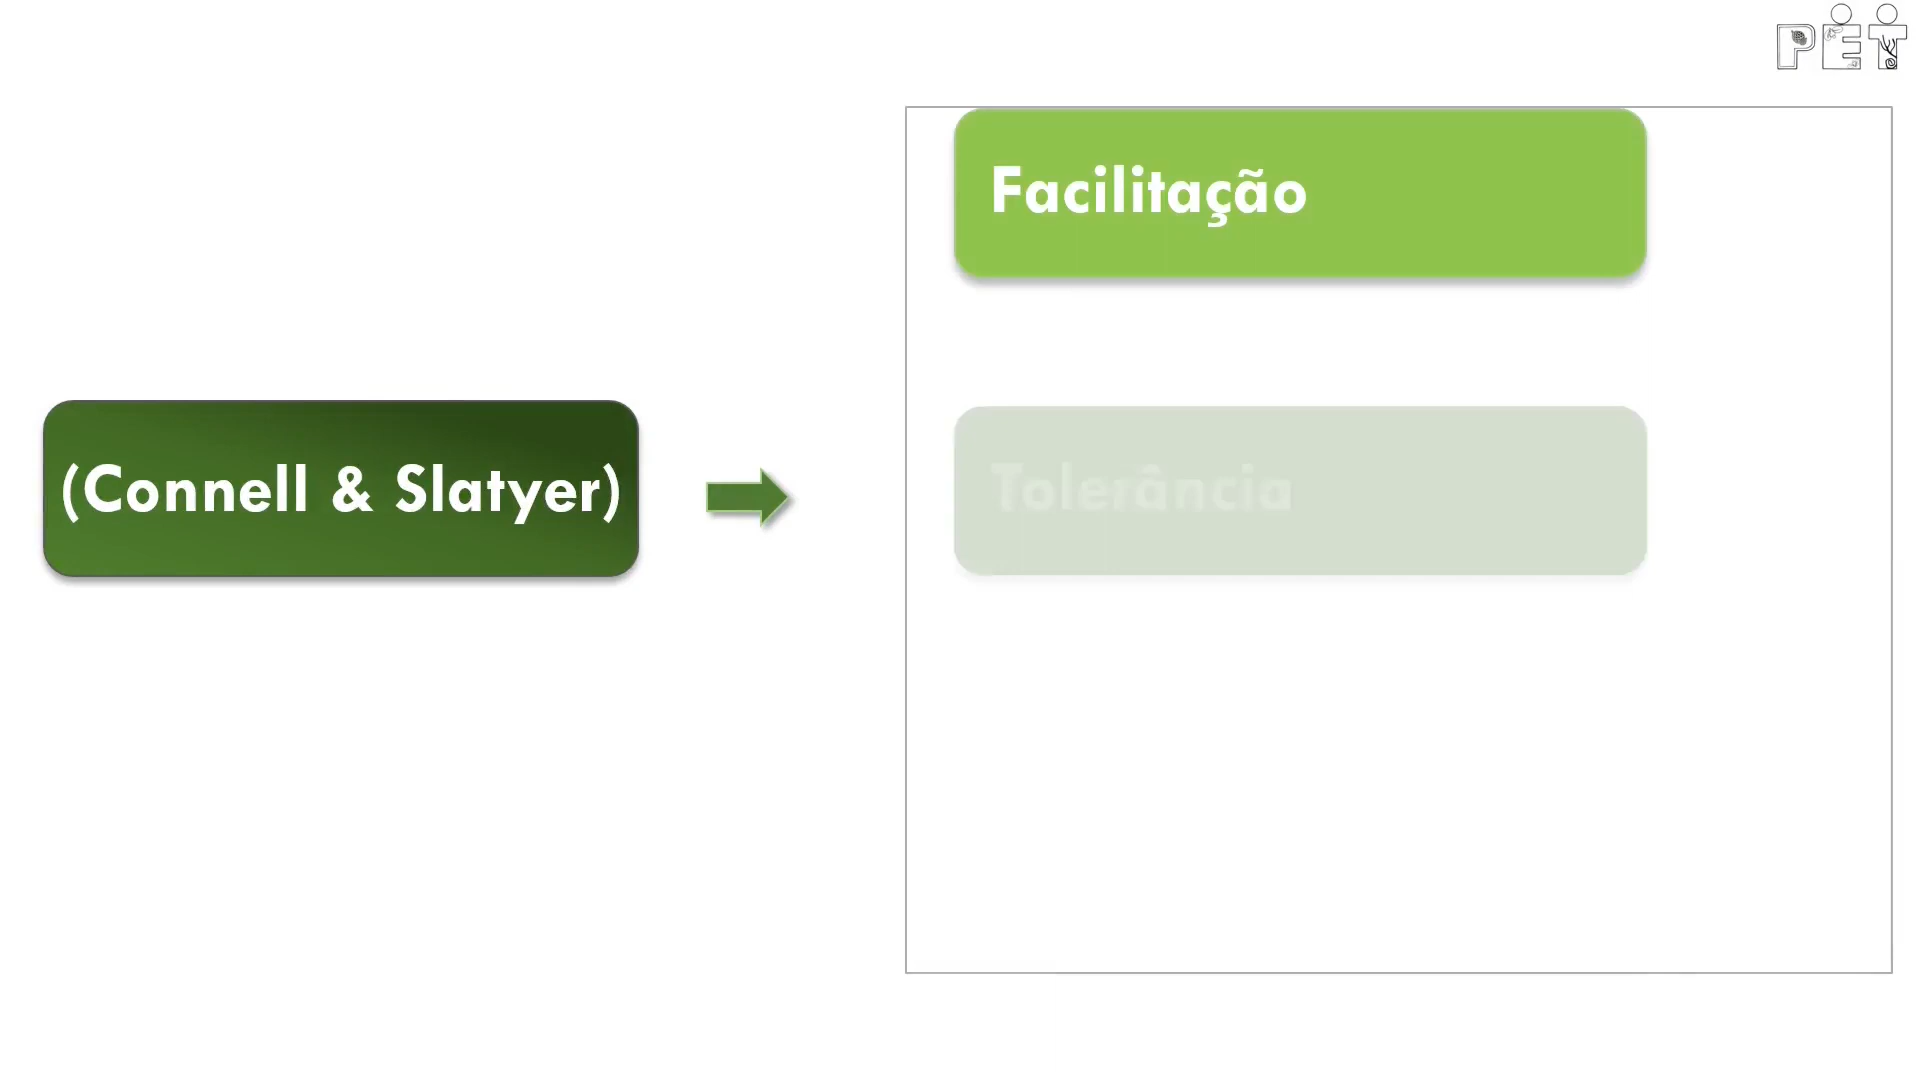 PET
(Connell & Slatyer)
Facilitação
Tolerância